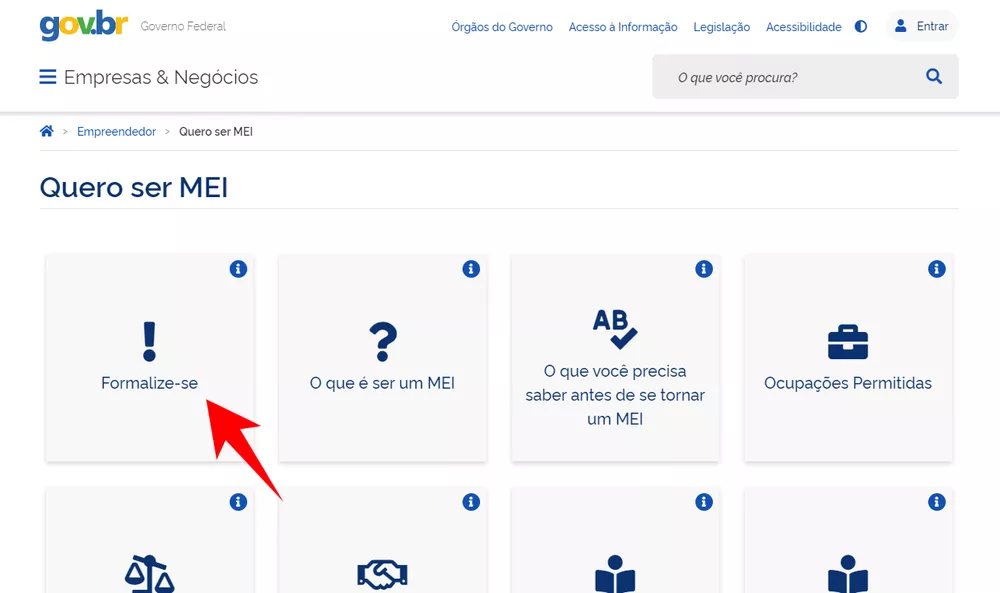 gov.br Governo Federal Órgãos do Governo Acesso à Informação Legislação Acessibilidade Entrar
Empresas & Negócios O que você procura?
> Empreendedor > Quero ser MEI
Quero ser MEI
Formalize-se
O que é ser um MEI
AB
O que você precisa
saber antes de se tornar
um MEI
Ocupações Permitidas